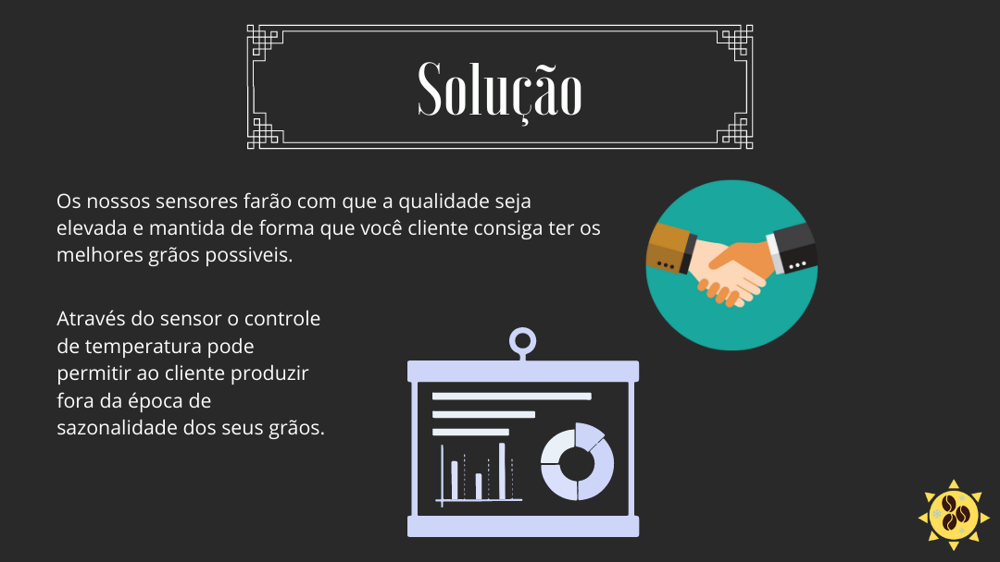 Solução
Os nossos sensores farão com que a qualidade seja
elevada e mantida de forma que você cliente consiga ter os
melhores grãos possiveis.
Através do sensor o controle
de temperatura pode
permitir ao cliente produzir
fora da época de
sazonalidade dos seus grãos.